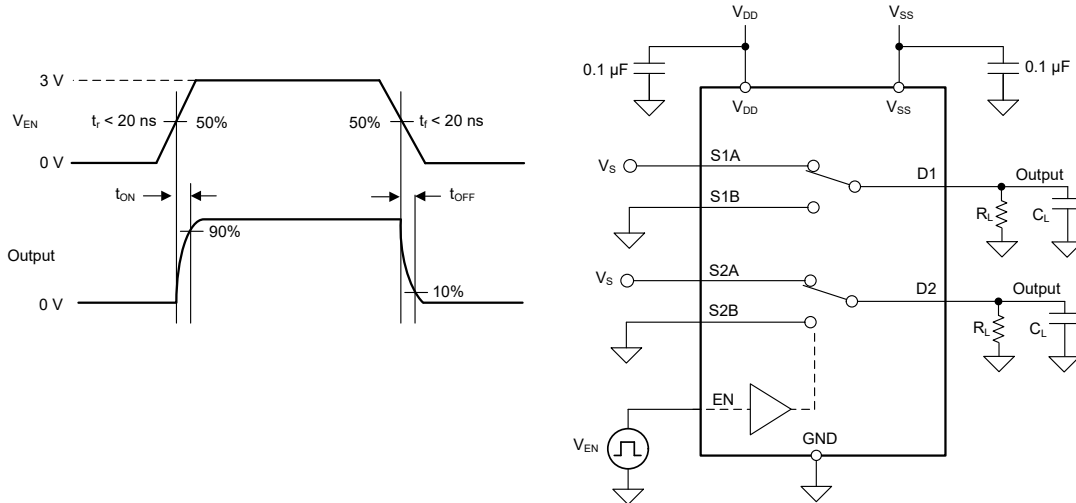 3 V
V_EN
t_r < 20 ns
50%
50%
t_f < 20 ns
0 V
t_ON
t_OFF
90%
Output
10%
0 V
V_DD
V_SS
0.1 µF
0.1 µF
V_DD
V_SS
V_S
S1A
D1
Output
S1B
R_L
C_L
V_S
S2A
D2
Output
S2B
R_L
C_L
EN
V_EN
GND